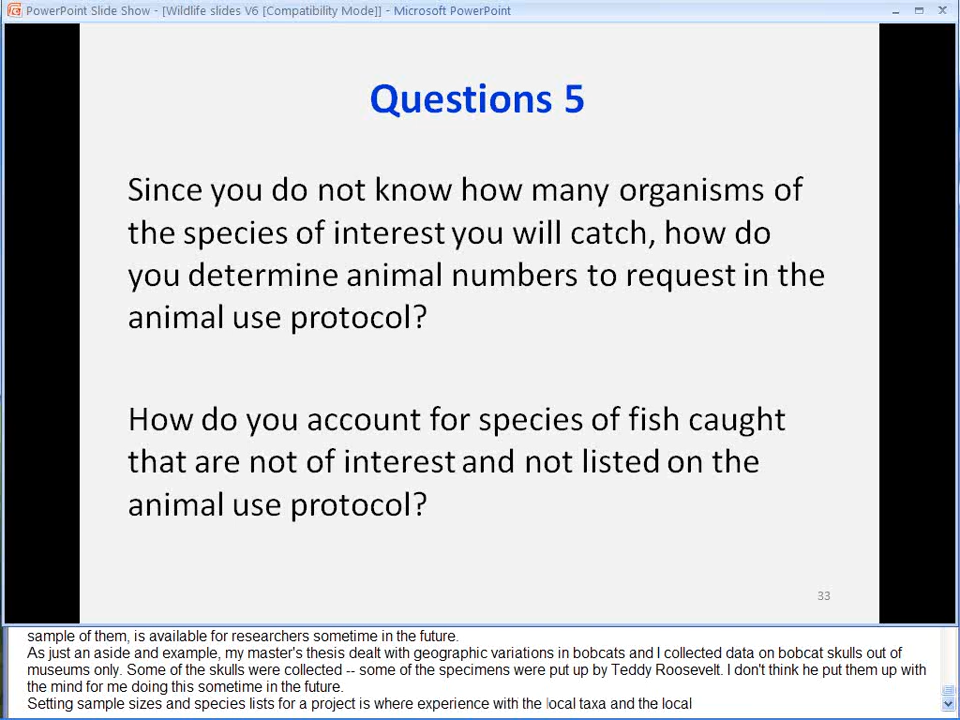 PowerPoint Slide Show - [Wildlife slides V6 [Compatibility Mode]] - Microsoft PowerPoint
Questions 5
Since you do not know how many organisms of
the species of interest you will catch, how do
you determine animal numbers to request in the
animal use protocol?
How do you account for species of fish caught
that are not of interest and not listed on the
animal use protocol?
33
sample of them, is available for researchers sometime in the future.
As just an aside and example, my master's thesis dealt with geographic variations in bobcats and I collected data on bobcat skulls out of
museums only. Some of the skulls were collected -- some of the specimens were put up by Teddy Roosevelt. I don't think he put them up with
the mind for me doing this sometime in the future.
Setting sample sizes and species lists for a project is where experience with the local taxa and the local